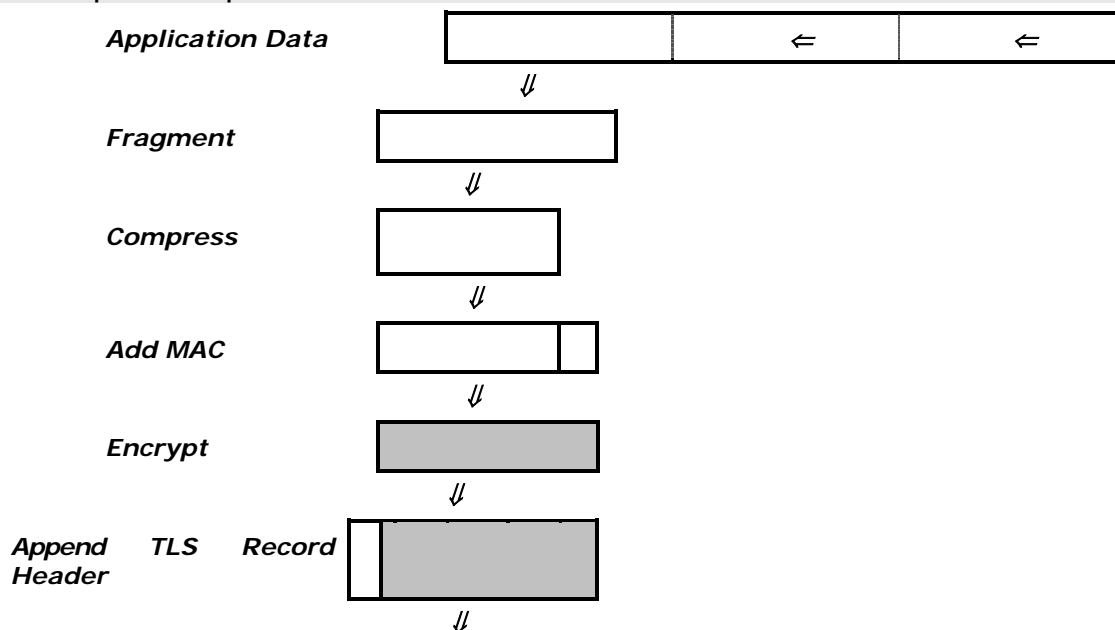 Application Data ⇐ ⇐
⇓
Fragment
⇓
Compress
⇓
Add MAC
⇓
Encrypt
⇓
Append TLS Record
Header
⇓